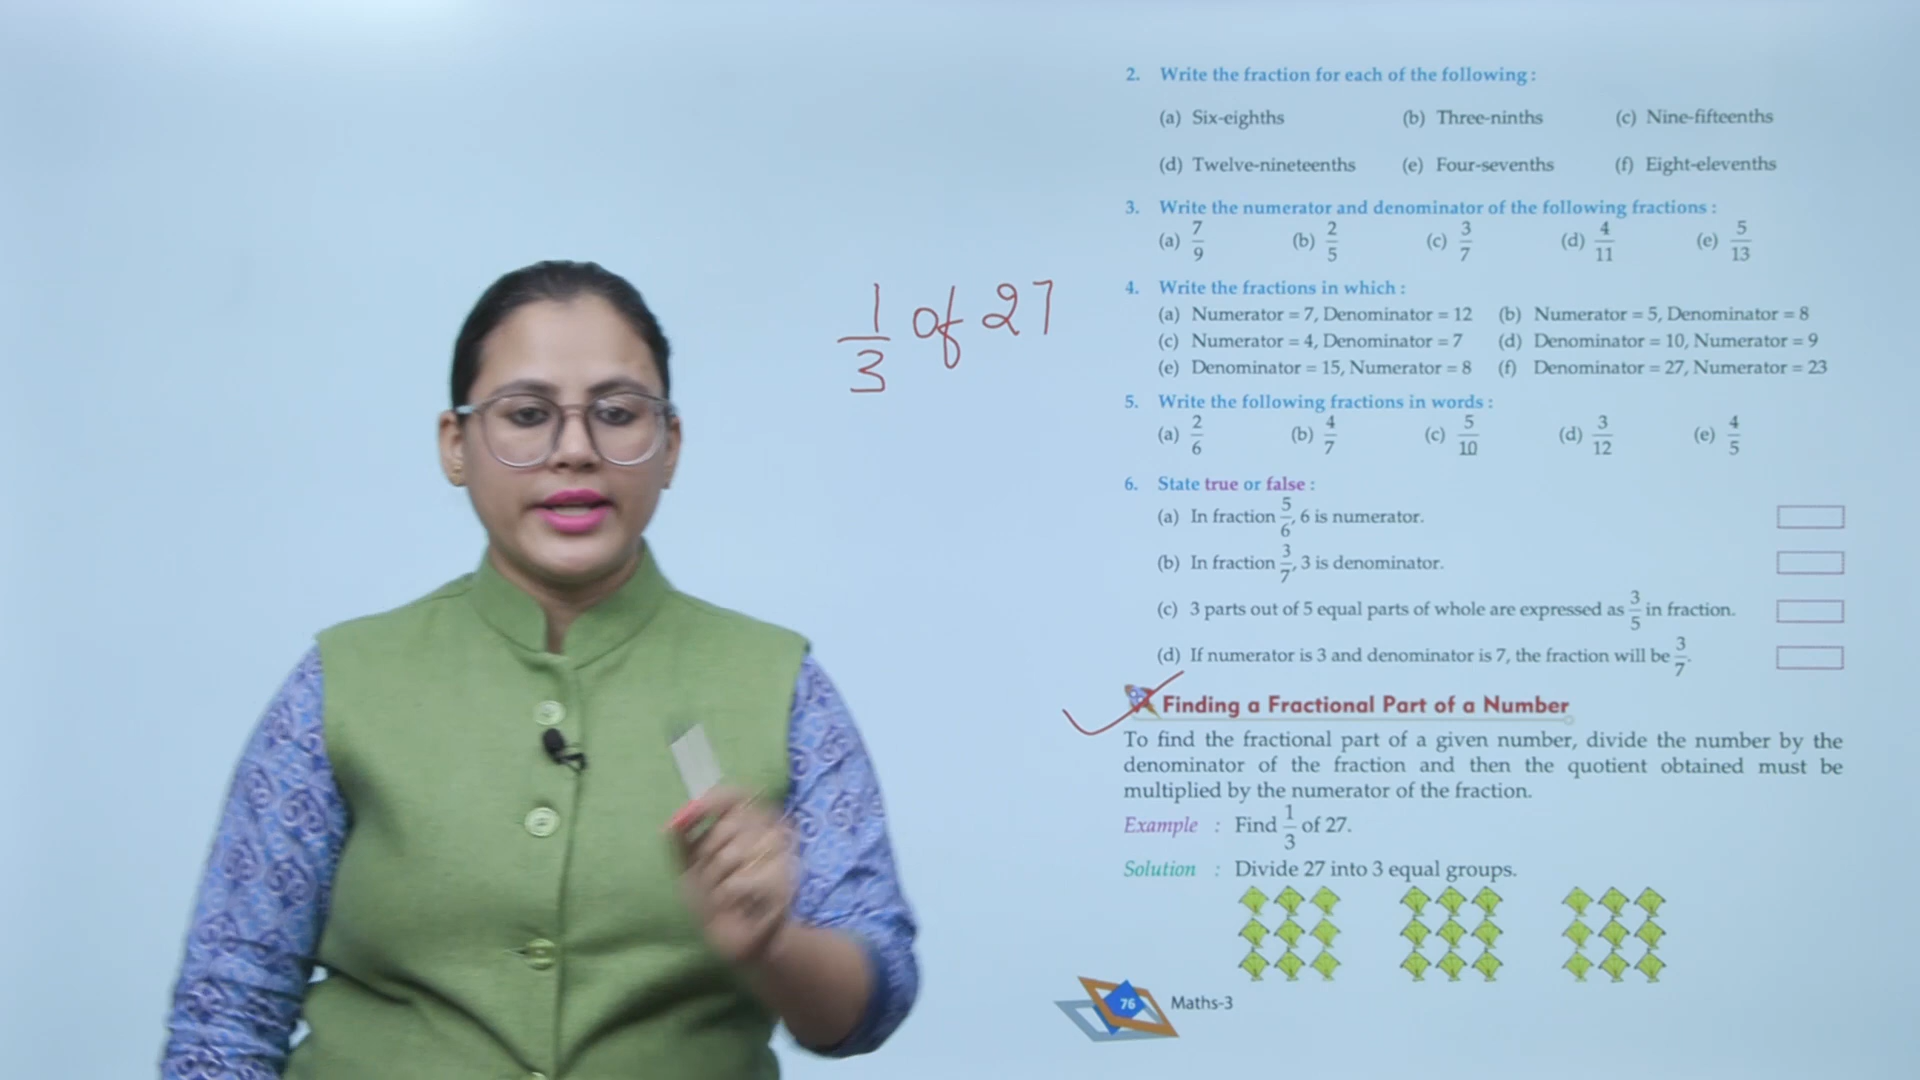 1/3 of 27
2. Write the fraction for each of the following :
(a) Six-eighths (b) Three-ninths (c) Nine-fifteenths
(d) Twelve-nineteenths (e) Four-sevenths (f) Eight-elevenths
3. Write the numerator and denominator of the following fractions :
(a) 7/9 (b) 2/5 (c) 3/7 (d) 4/11 (e) 5/13
4. Write the fractions in which :
(a) Numerator = 7, Denominator = 12 (b) Numerator = 5, Denominator = 8
(c) Numerator = 4, Denominator = 7 (d) Denominator = 10, Numerator = 9
(e) Denominator = 15, Numerator = 8 (f) Denominator = 27, Numerator = 23
5. Write the following fractions in words :
(a) 2/6 (b) 4/7 (c) 5/10 (d) 3/12 (e) 4/5
6. State true or false :
(a) In fraction 5/6, 6 is numerator.
(b) In fraction 3/7, 3 is denominator.
(c) 3 parts out of 5 equal parts of whole are expressed as 3/5 in fraction.
(d) If numerator is 3 and denominator is 7, the fraction will be 3/7.
Finding a Fractional Part of a Number
To find the fractional part of a given number, divide the number by the
denominator of the fraction and then the quotient obtained must be
multiplied by the numerator of the fraction.
Example : Find 1/3 of 27.
Solution : Divide 27 into 3 equal groups.
76 Maths-3